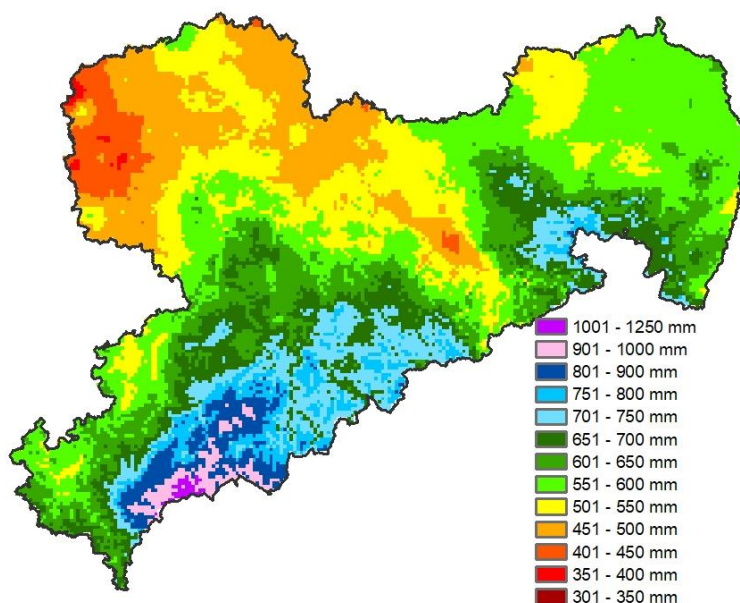 1001 - 1250 mm
901 - 1000 mm
801 - 900 mm
751 - 800 mm
701 - 750 mm
651 - 700 mm
601 - 650 mm
551 - 600 mm
501 - 550 mm
451 - 500 mm
401 - 450 mm
351 - 400 mm
301 - 350 mm